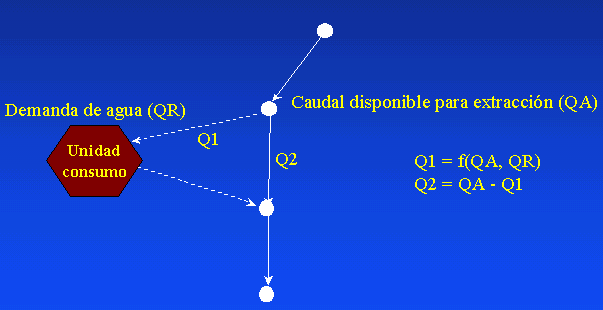 Caudal disponible para extracción (QA)
Demanda de agua (QR)
Q1
Unidad
consumo
Q2
Q1 = f(QA, QR)
Q2 = QA - Q1